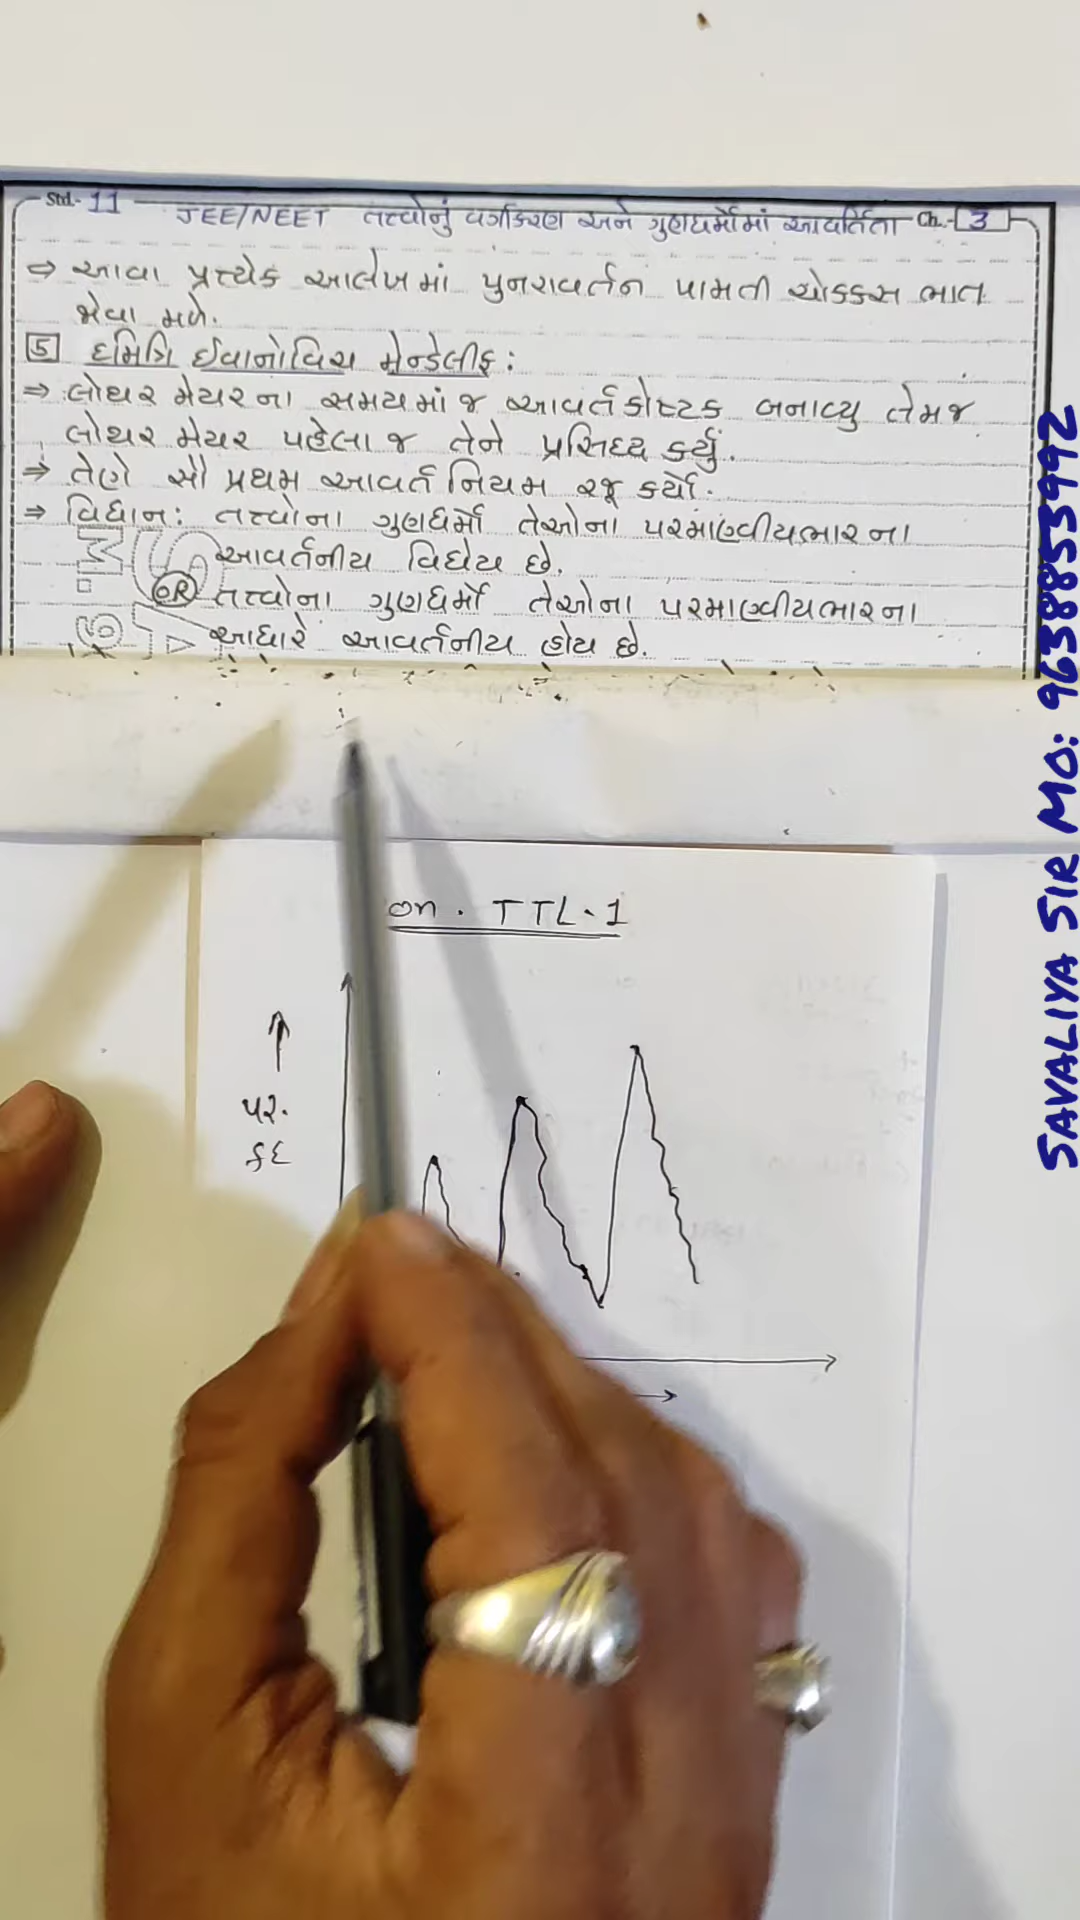 Std.- 11
JEE/NEET તત્ત્વોનું વર્ગીકરણ અને ગુણધર્મોમાં આવર્તિતા Ch.- 3
⇒ આવા પ્રત્યેક આલેખમાં પુનરાવર્તન પામતી ચોક્કસ ભાત
જોવા મળે.
5 દમિત્રિ ઈવાનોવિચ મેન્ડેલીફ :
⇒ લોથર મેયરના સમયમાં જ આવર્તકોષ્ટક બનાવ્યુ તેમજ
લોથર મેયર પહેલા જ તેને પ્રસિદ્ધ કર્યું.
⇒ તેણે સૌ પ્રથમ આવર્ત નિયમ રજૂ કર્યો.
⇒ વિધાન : તત્ત્વોના ગુણધર્મો તેઓના પરમાણ્વીયભારના
આવર્તનીય વિધેય છે.
OR તત્ત્વોના ગુણધર્મો તેઓના પરમાણ્વીયભારના
આધારે આવર્તનીય હોય છે.
on . TTL-1
પર.
કદ
SAVALIYA SIR MO: 9638853992